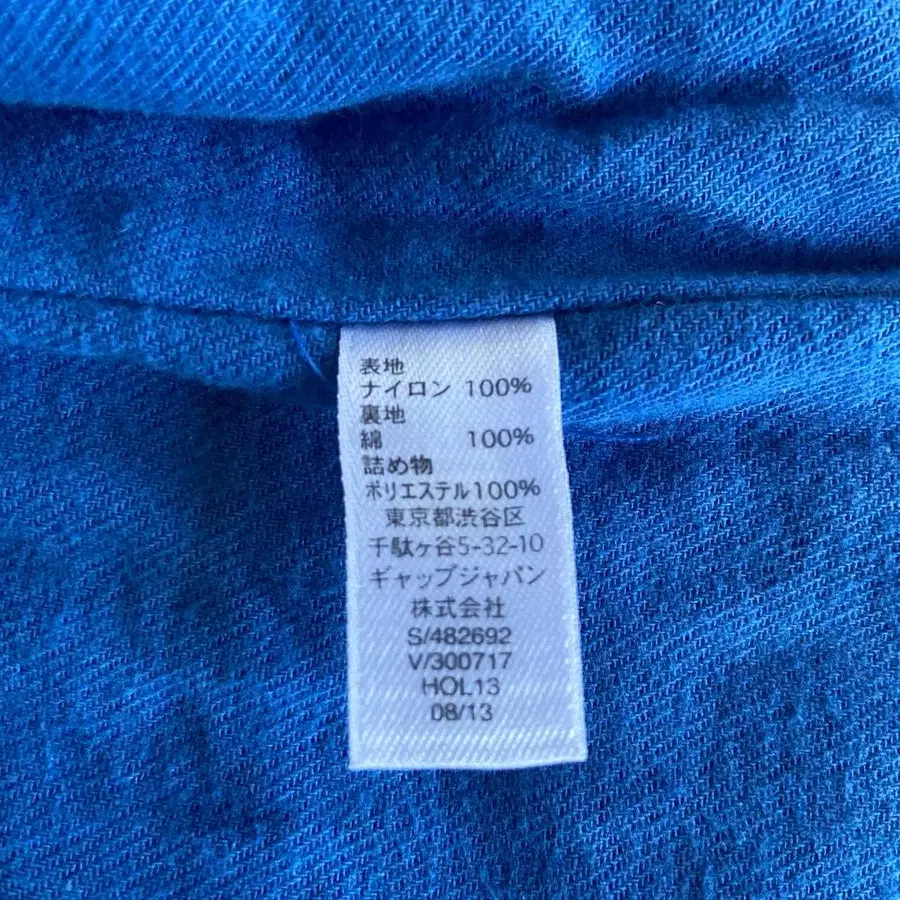 表地
ナイロン 100%
裏地
綿 100%
詰め物
ポリエステル100%
東京都渋谷区
千駄ヶ谷5-32-10
ギャップジャパン
株式会社
S/482692
V/300717
HOL13
08/13